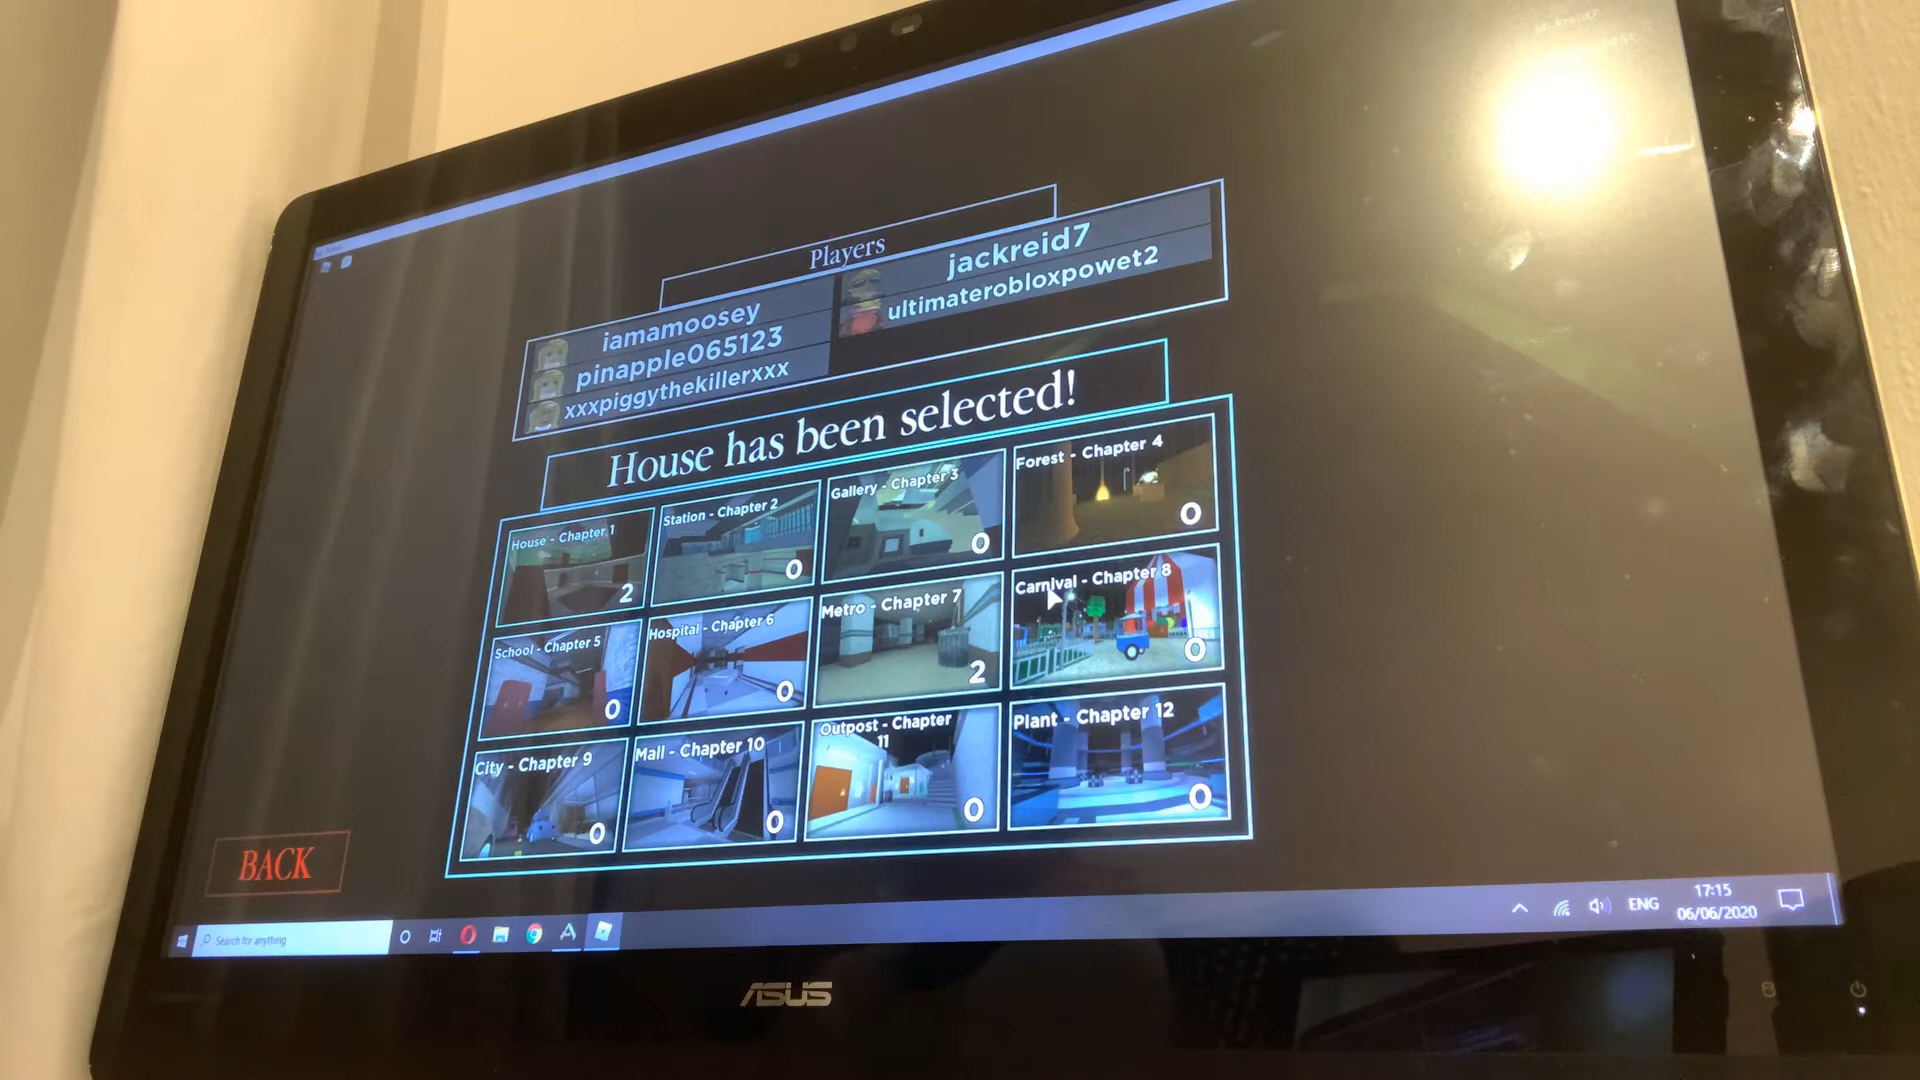 Players
iamamoosey
pinapple065123
xxxpiggythekillerxxx
jackreid7
ultimaterobloxpowet2
House has been selected!
House - Chapter 1
2
Station - Chapter 2
0
Gallery - Chapter 3
0
Forest - Chapter 4
0
School - Chapter 5
0
Hospital - Chapter 6
0
Metro - Chapter 7
2
Carnival - Chapter 8
0
City - Chapter 9
0
Mall - Chapter 10
0
Outpost - Chapter
11
0
Plant - Chapter 12
0
BACK
Search for anything
ENG
17:15
06/06/2020
ASUS